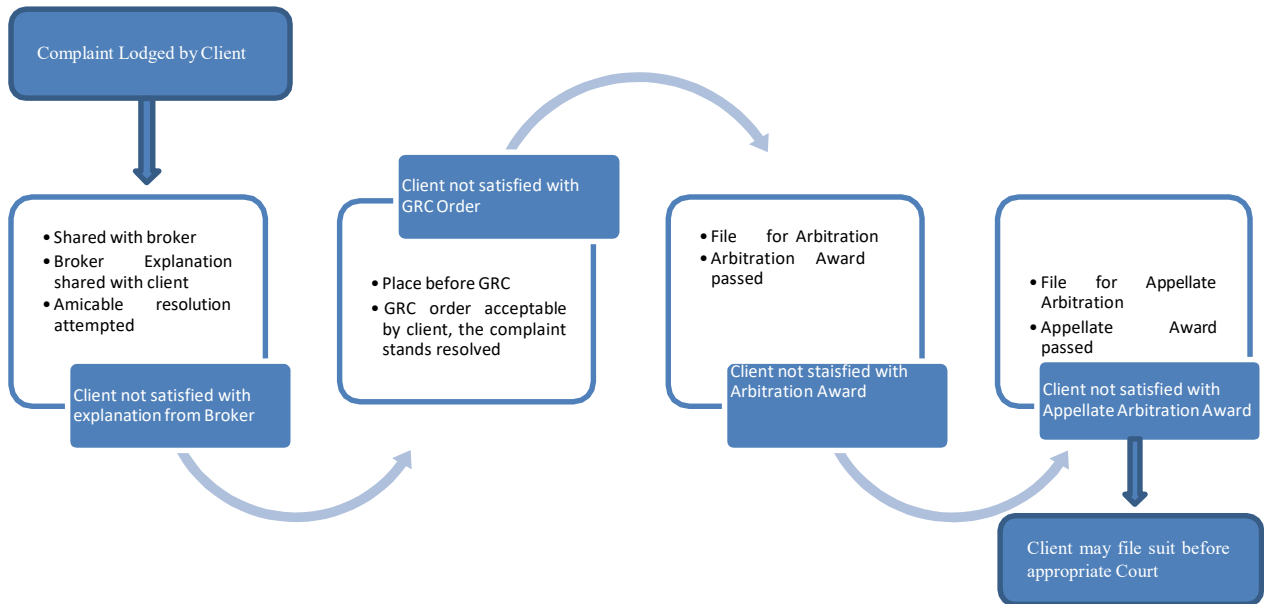 Complaint Lodged by Client
• Shared with broker
• Broker Explanation
shared with client
• Amicable resolution
attempted
Client not satisfied with
explanation from Broker
Client not satisfied with
GRC Order
• Place before GRC
• GRC order acceptable
by client, the complaint
stands resolved
• File for Arbitration
• Arbitration Award
passed
Client not staisfied with
Arbitration Award
• File for Appellate
Arbitration
• Appellate Award
passed
Client not satisfied with
Appellate Arbitration Award
Client may file suit before
appropriate Court